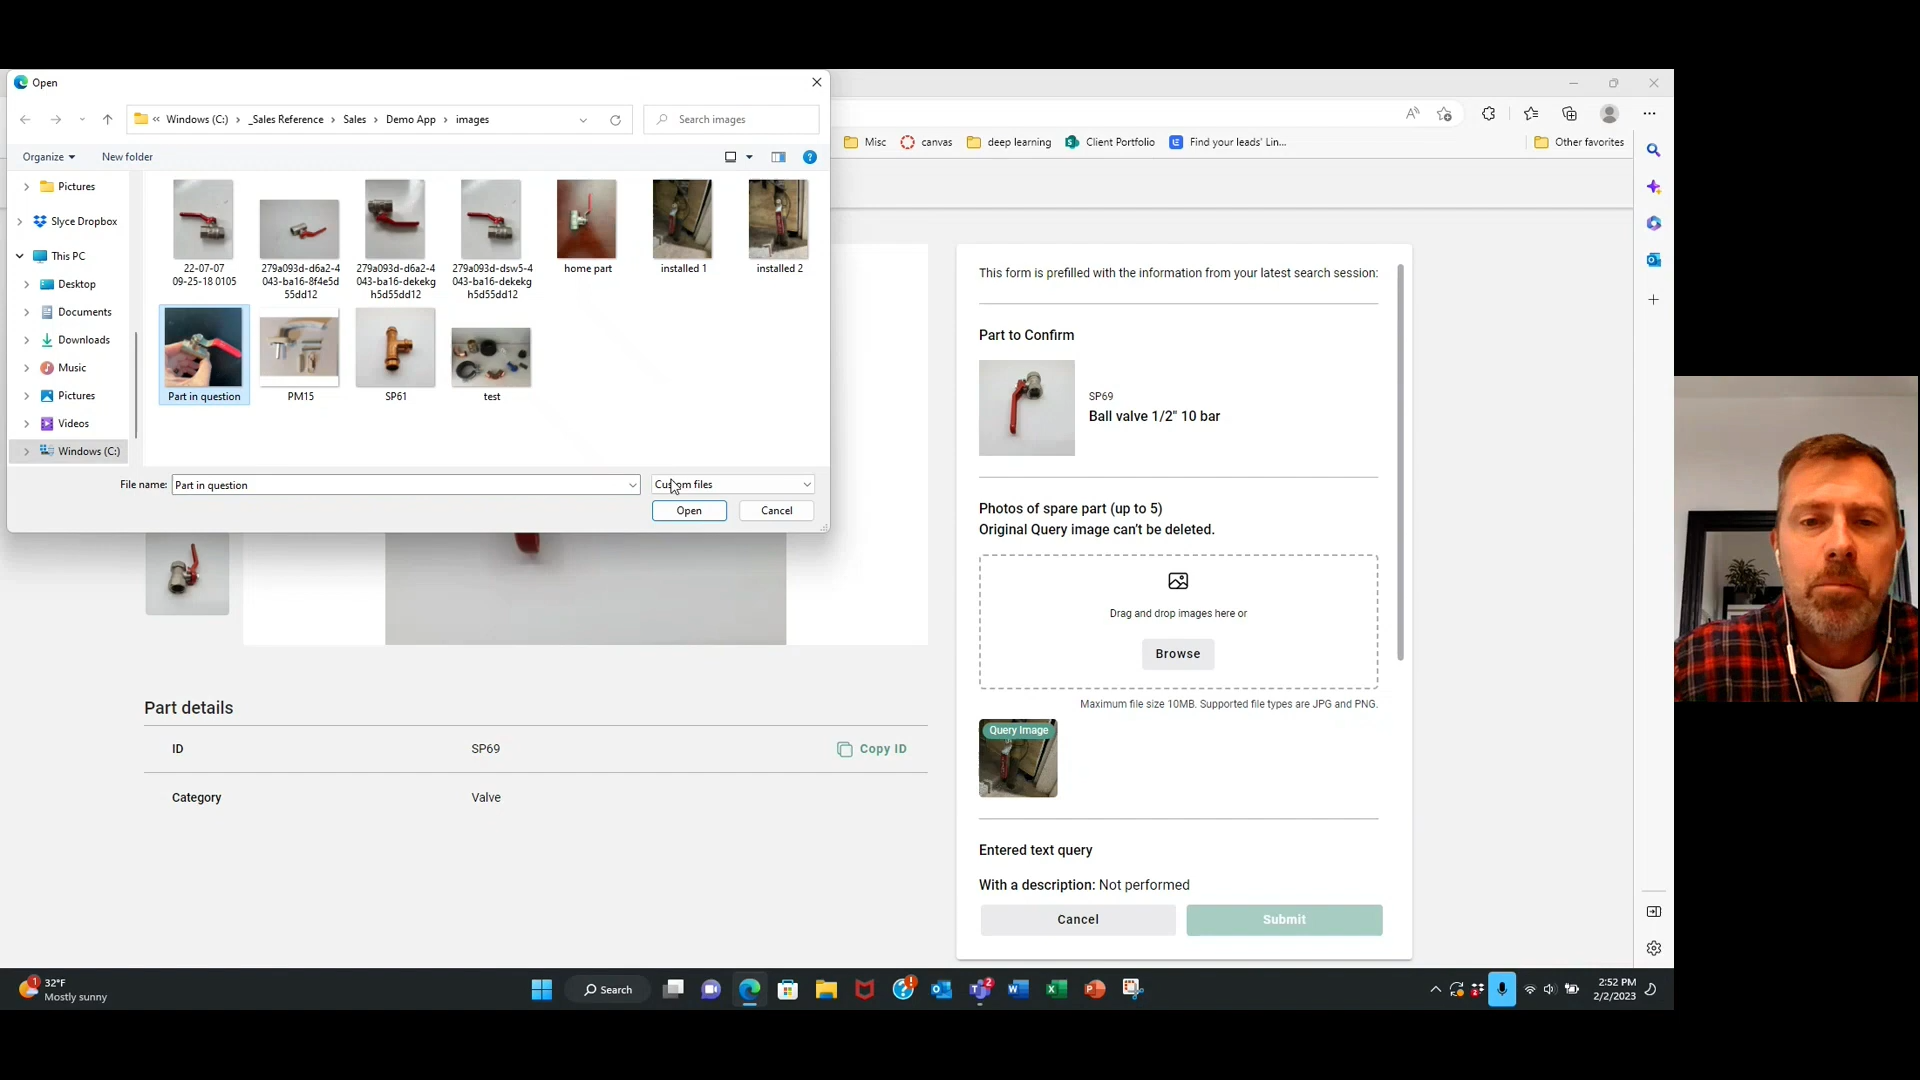 Open
Windows (C:) › _Sales Reference › Sales › Demo App › images
Search images
Organize
New folder
Pictures
Slyce Dropbox
This PC
Desktop
Documents
Downloads
Music
Pictures
Videos
Windows (C:)
22-07-07
09-25-18 0105
279a093d-d6a2-4
043-ba16-8f4e5d
55dd12
279a093d-d6a2-4
043-ba16-dekekg
h5d55dd12
279a093d-dsw5-4
043-ba16-dekekg
h5d55dd12
home part
installed 1
installed 2
Part in question
PM15
SP61
test
File name:
Part in question
Custom files
Open
Cancel
Misc
canvas
deep learning
Client Portfolio
Find your leads' Lin...
Other favorites
This form is prefilled with the information from your latest search session:
Part to Confirm
SP69
Ball valve 1/2" 10 bar
Photos of spare part (up to 5)
Original Query image can't be deleted.
Drag and drop images here or
Browse
Maximum file size 10MB. Supported file types are JPG and PNG.
Query Image
Entered text query
With a description: Not performed
Cancel
Submit
Part details
ID
SP69
Copy ID
Category
Valve
1
32°F
Mostly sunny
Search
2
2:52 PM
2/2/2023